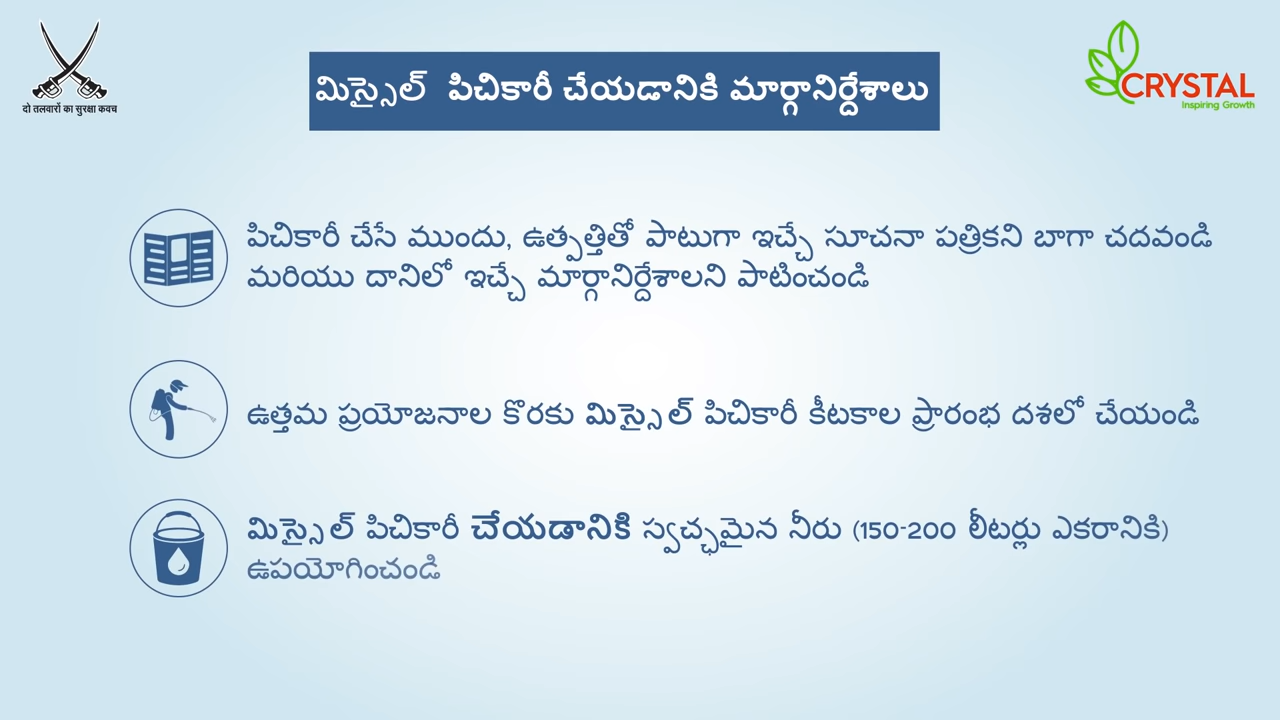 दो तलवारों का सुरक्षा कवच
మిస్సైల్ పిచికారీ చేయడానికి మార్గానిర్దేశాలు
CRYSTAL
Inspiring Growth
పిచికారీ చేసే ముందు, ఉత్పత్తితో పాటుగా ఇచ్చే సూచనా పత్రికని బాగా చదవండి
మరియు దానిలో ఇచ్చే మార్గానిర్దేశాలని పాటించండి
ఉత్తమ ప్రయోజనాల కొరకు మిస్సైల్ పిచికారీ కీటకాల ప్రారంభ దశలో చేయండి
మిస్సైల్ పిచికారీ చేయడానికి స్వచ్ఛమైన నీరు (150-200 లీటర్లు ఎకరానికి)
ఉపయోగించండి